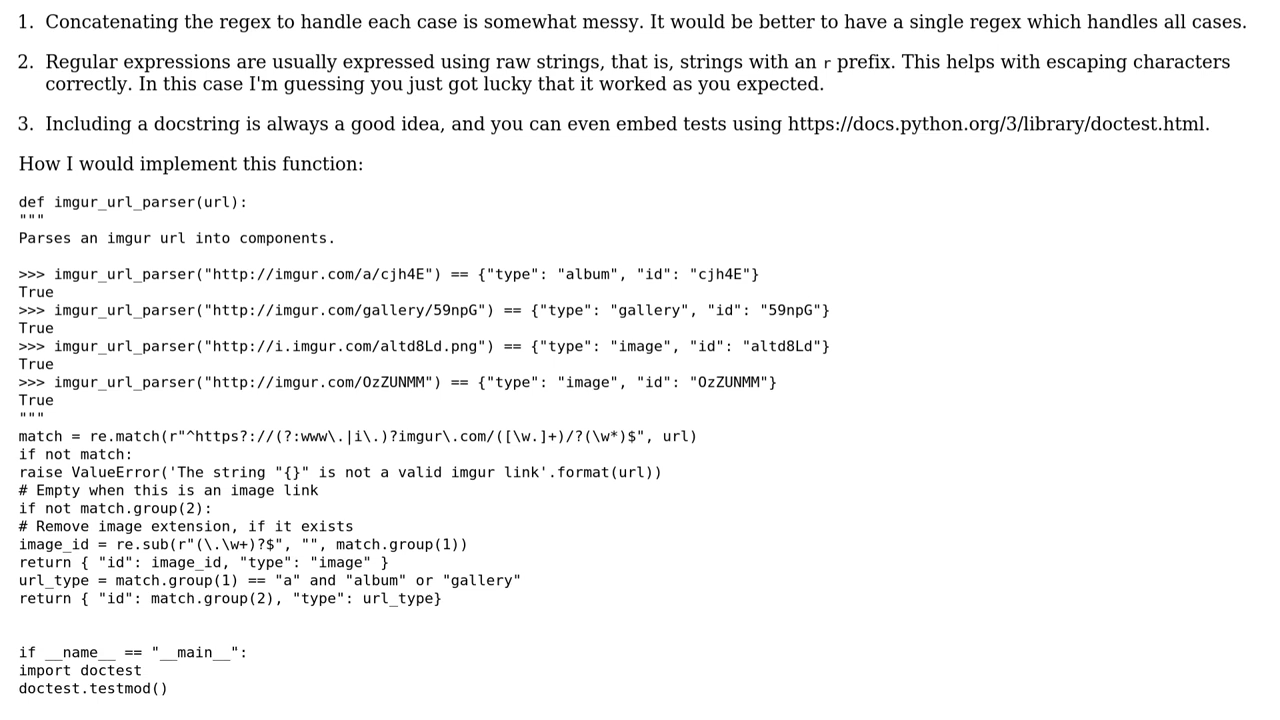 1. Concatenating the regex to handle each case is somewhat messy. It would be better to have a single regex which handles all cases.
2. Regular expressions are usually expressed using raw strings, that is, strings with an r prefix. This helps with escaping characters
correctly. In this case I'm guessing you just got lucky that it worked as you expected.
3. Including a docstring is always a good idea, and you can even embed tests using https://docs.python.org/3/library/doctest.html.
How I would implement this function:
def imgur_url_parser(url):
"""
Parses an imgur url into components.
>>> imgur_url_parser("http://imgur.com/a/cjh4E") == {"type": "album", "id": "cjh4E"}
True
>>> imgur_url_parser("http://imgur.com/gallery/59npG") == {"type": "gallery", "id": "59npG"}
True
>>> imgur_url_parser("http://i.imgur.com/altd8Ld.png") == {"type": "image", "id": "altd8Ld"}
True
>>> imgur_url_parser("http://imgur.com/OzZUNMM") == {"type": "image", "id": "OzZUNMM"}
True
"""
match = re.match(r"^https?://(?:www\.|i\.)?imgur\.com/([\w.]+)/?(\w*)$", url)
if not match:
raise ValueError('The string "{}" is not a valid imgur link'.format(url))
# Empty when this is an image link
if not match.group(2):
# Remove image extension, if it exists
image_id = re.sub(r"(\.\w+)?$", "", match.group(1))
return { "id": image_id, "type": "image" }
url_type = match.group(1) == "a" and "album" or "gallery"
return { "id": match.group(2), "type": url_type}
if __name__ == "__main__":
import doctest
doctest.testmod()